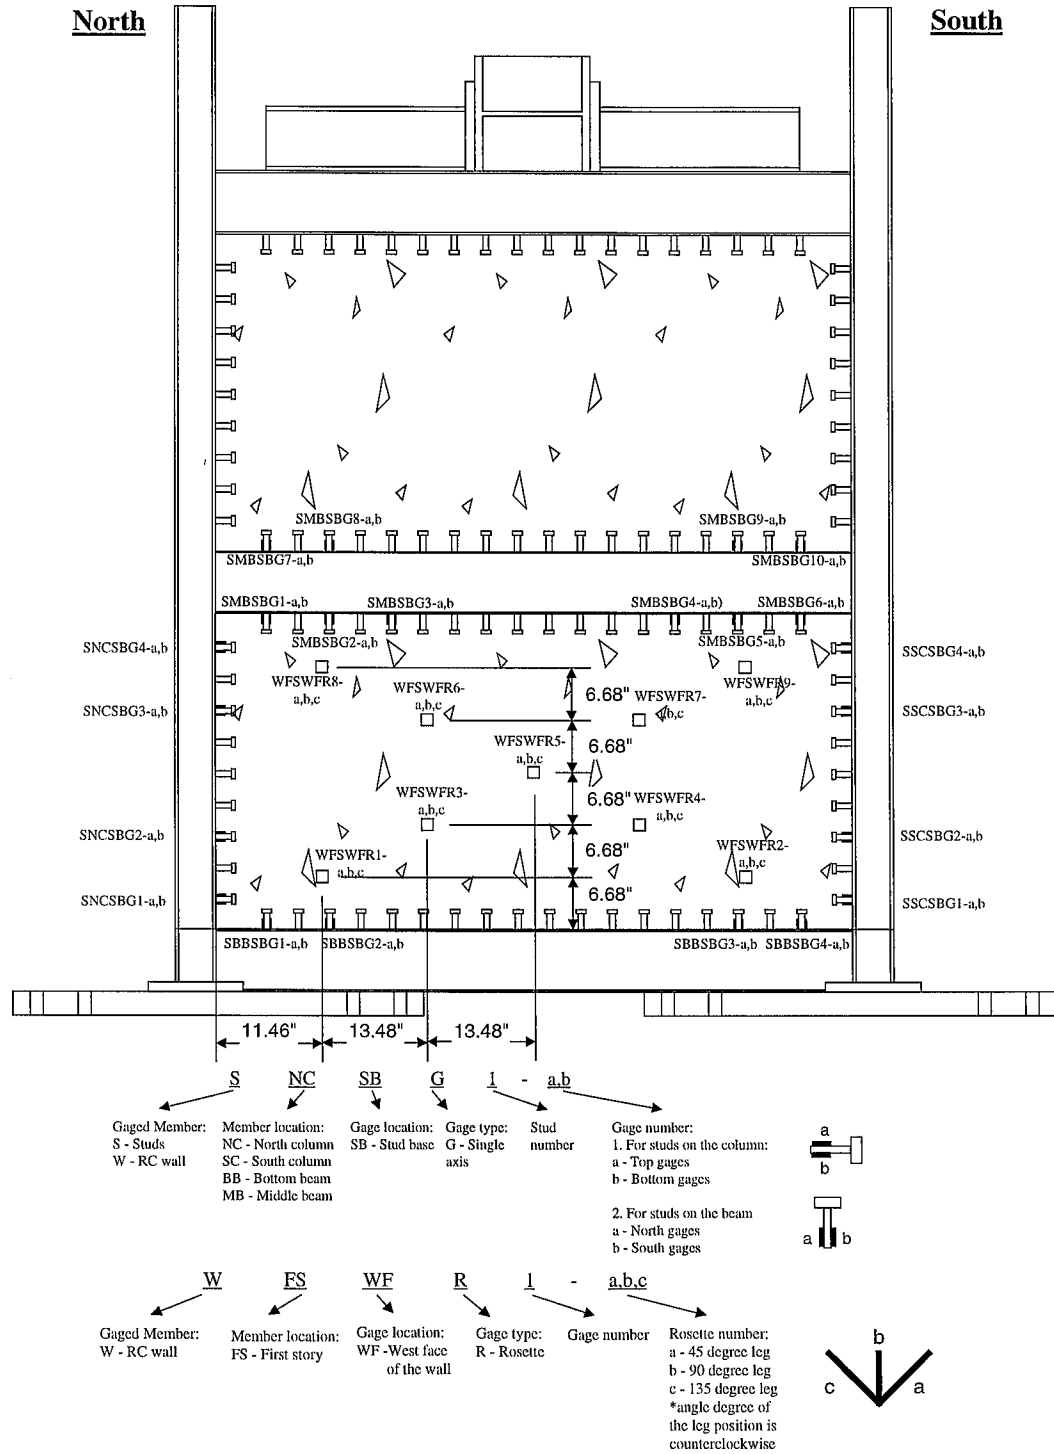 North
South
SMBSBG8-a,b
SMBSBG9-a,b
SMBSBG7-a,b
SMBSBG10-a,b
SMBSBG1-a,b
SMBSBG3-a,b
SMBSBG4-a,b)
SMBSBG6-a,b
SNCSBG4-a,b
SMBSBG2-a,b
SMBSBG5-a,b
SSCSBG4-a,b
WFSWFR8-
a,b,c
WFSWFR6-
a,b,c
6.68"
WFSWFR7-
a,b,c
WFSWFR9-
a,b,c
SNCSBG3-a,b
SSCSBG3-a,b
WFSWFR5-
a,b,c
6.68"
WFSWFR3-
a,b,c
6.68"
WFSWFR4-
a,b,c
SNCSBG2-a,b
SSCSBG2-a,b
WFSWFR1-
a,b,c
6.68"
WFSWFR2-
a,b,c
SNCSBG1-a,b
6.68"
SSCSBG1-a,b
SBBSBG1-a,b
SBBSBG2-a,b
SBBSBG3-a,b
SBBSBG4-a,b
11.46"
13.48"
13.48"
S NC SB G 1 - a,b
Gaged Member:
S - Studs
W - RC wall
Member location:
NC - North column
SC - South column
BB - Bottom beam
MB - Middle beam
Gage location:
SB - Stud base
Gage type:
G - Single
axis
Stud
number
Gage number:
1. For studs on the column:
a - Top gages
b - Bottom gages
2. For studs on the beam
a - North gages
b - South gages
a
b
a
b
W FS WF R 1 - a,b,c
Gaged Member:
W - RC wall
Member location:
FS - First story
Gage location:
WF -West face
of the wall
Gage type:
R - Rosette
Gage number
Rosette number:
a - 45 degree leg
b - 90 degree leg
c - 135 degree leg
*angle degree of
the leg position is
counterclockwise
b
c
a